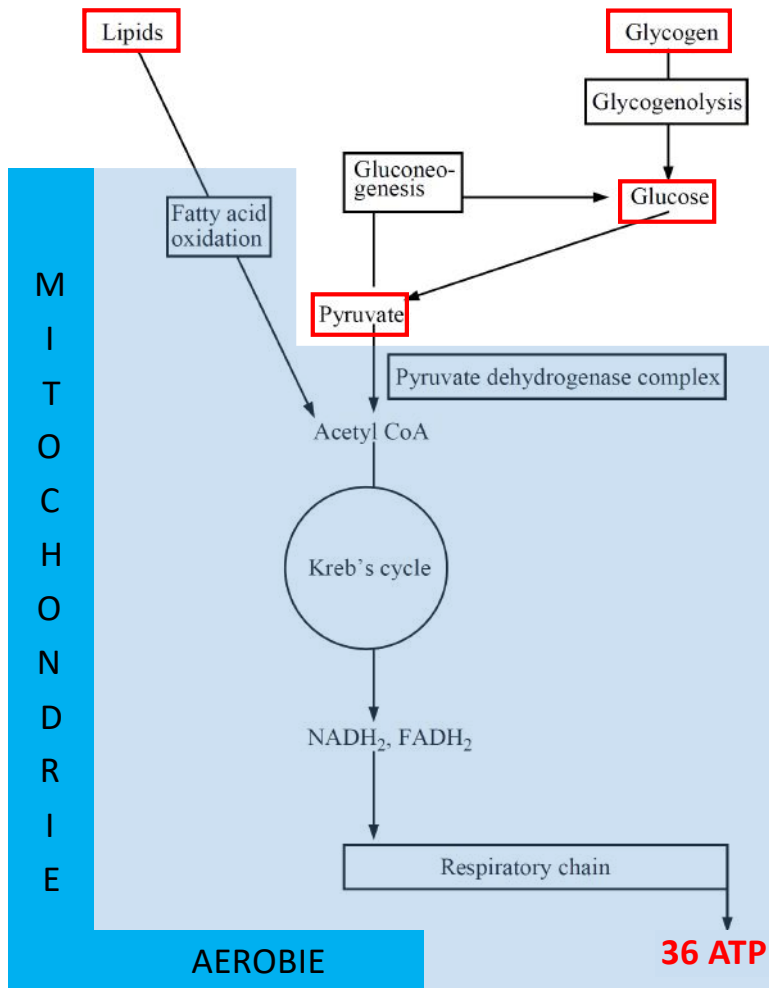 Lipids
Glycogen
Glycogenolysis
Gluconeo-
genesis
Glucose
Fatty acid
oxidation
Pyruvate
Pyruvate dehydrogenase complex
Acetyl CoA
Kreb's cycle
NADH₂, FADH₂
Respiratory chain
36 ATP
M
I
T
O
C
H
O
N
D
R
I
E
AEROBIE